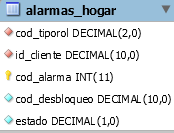 alarmas_hogar
cod_tiporol DECIMAL(2,0)
id_cliente DECIMAL(10,0)
cod_alarma INT(11)
cod_desbloqueo DECIMAL(10,0)
estado DECIMAL(1,0)